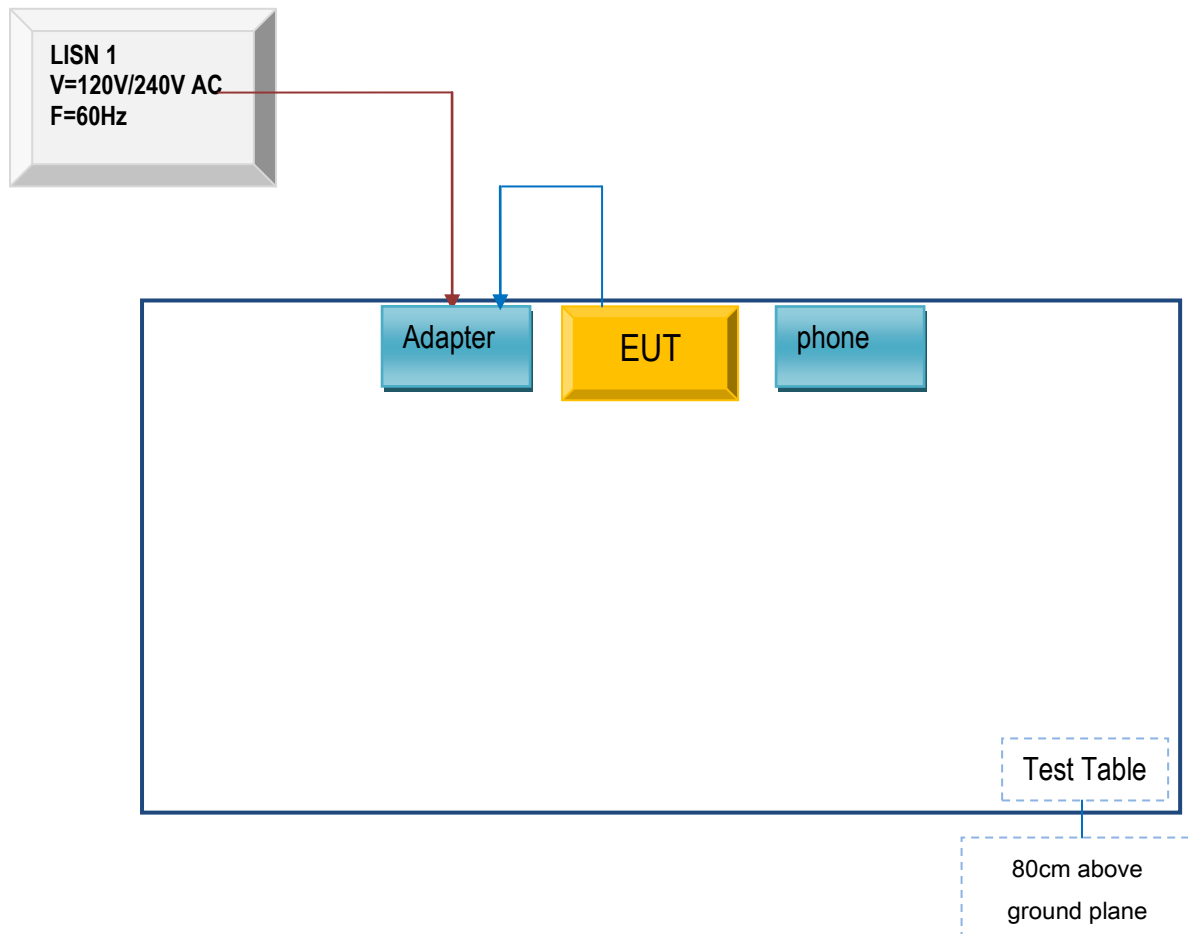 LISN 1
V=120V/240V AC
F=60Hz
Adapter
EUT
phone
Test Table
80cm above
ground plane